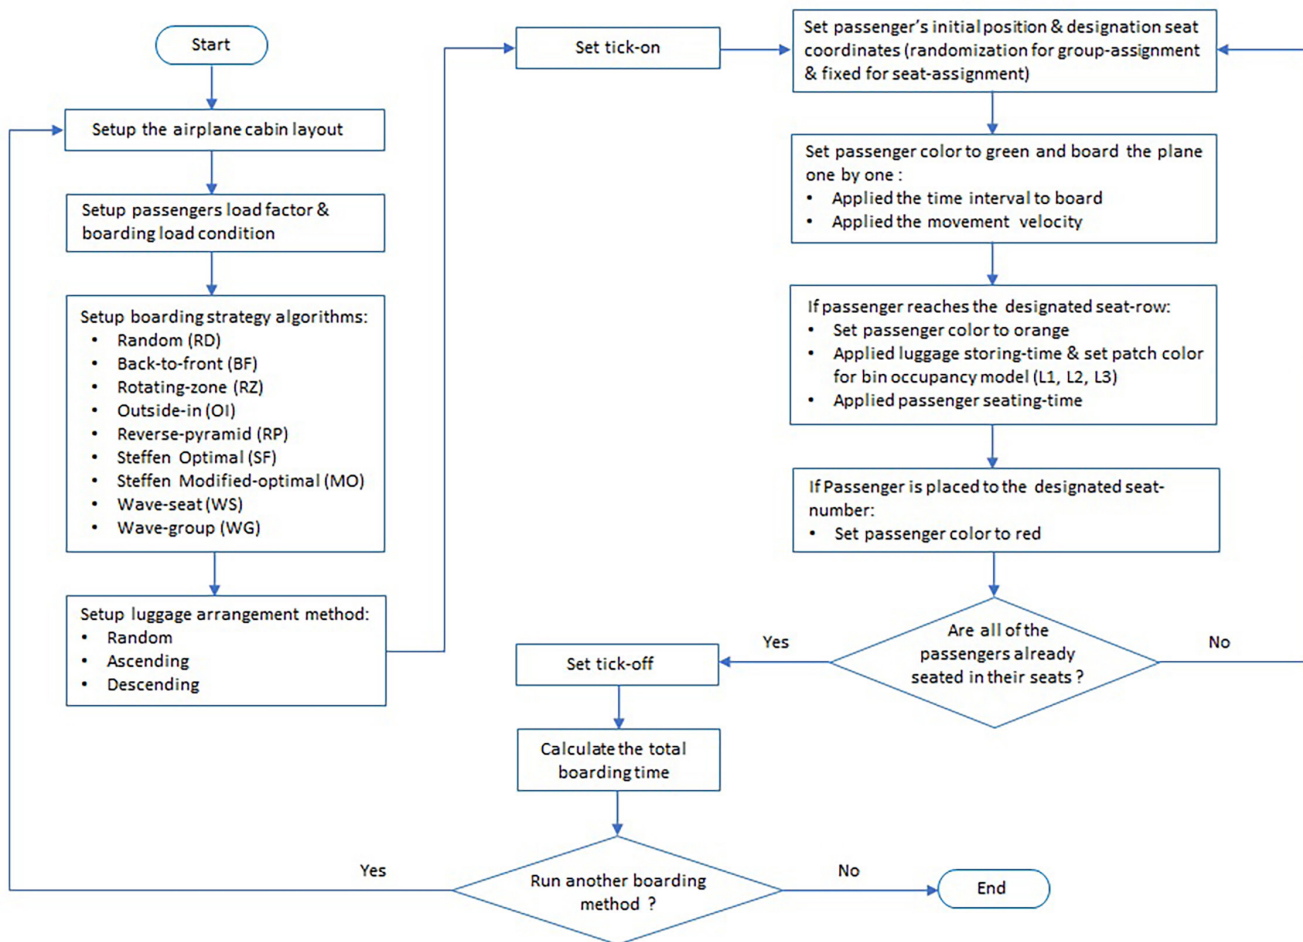 Start
Setup the airplane cabin layout
Setup passengers load factor &
boarding load condition
Setup boarding strategy algorithms:
• Random (RD)
• Back-to-front (BF)
• Rotating-zone (RZ)
• Outside-in (OI)
• Reverse-pyramid (RP)
• Steffen Optimal (SF)
• Steffen Modified-optimal (MO)
• Wave-seat (WS)
• Wave-group (WG)
Setup luggage arrangement method:
• Random
• Ascending
• Descending
Set tick-on
Set passenger's initial position & designation seat
coordinates (randomization for group-assignment
& fixed for seat-assignment)
Set passenger color to green and board the plane
one by one :
• Applied the time interval to board
• Applied the movement velocity
If passenger reaches the designated seat-row:
• Set passenger color to orange
• Applied luggage storing-time & set patch color
for bin occupancy model (L1, L2, L3)
• Applied passenger seating-time
If Passenger is placed to the designated seat-
number:
• Set passenger color to red
Are all of the
passengers already
seated in their seats ?
Yes
No
Set tick-off
Calculate the total
boarding time
Run another boarding
method ?
Yes
No
End